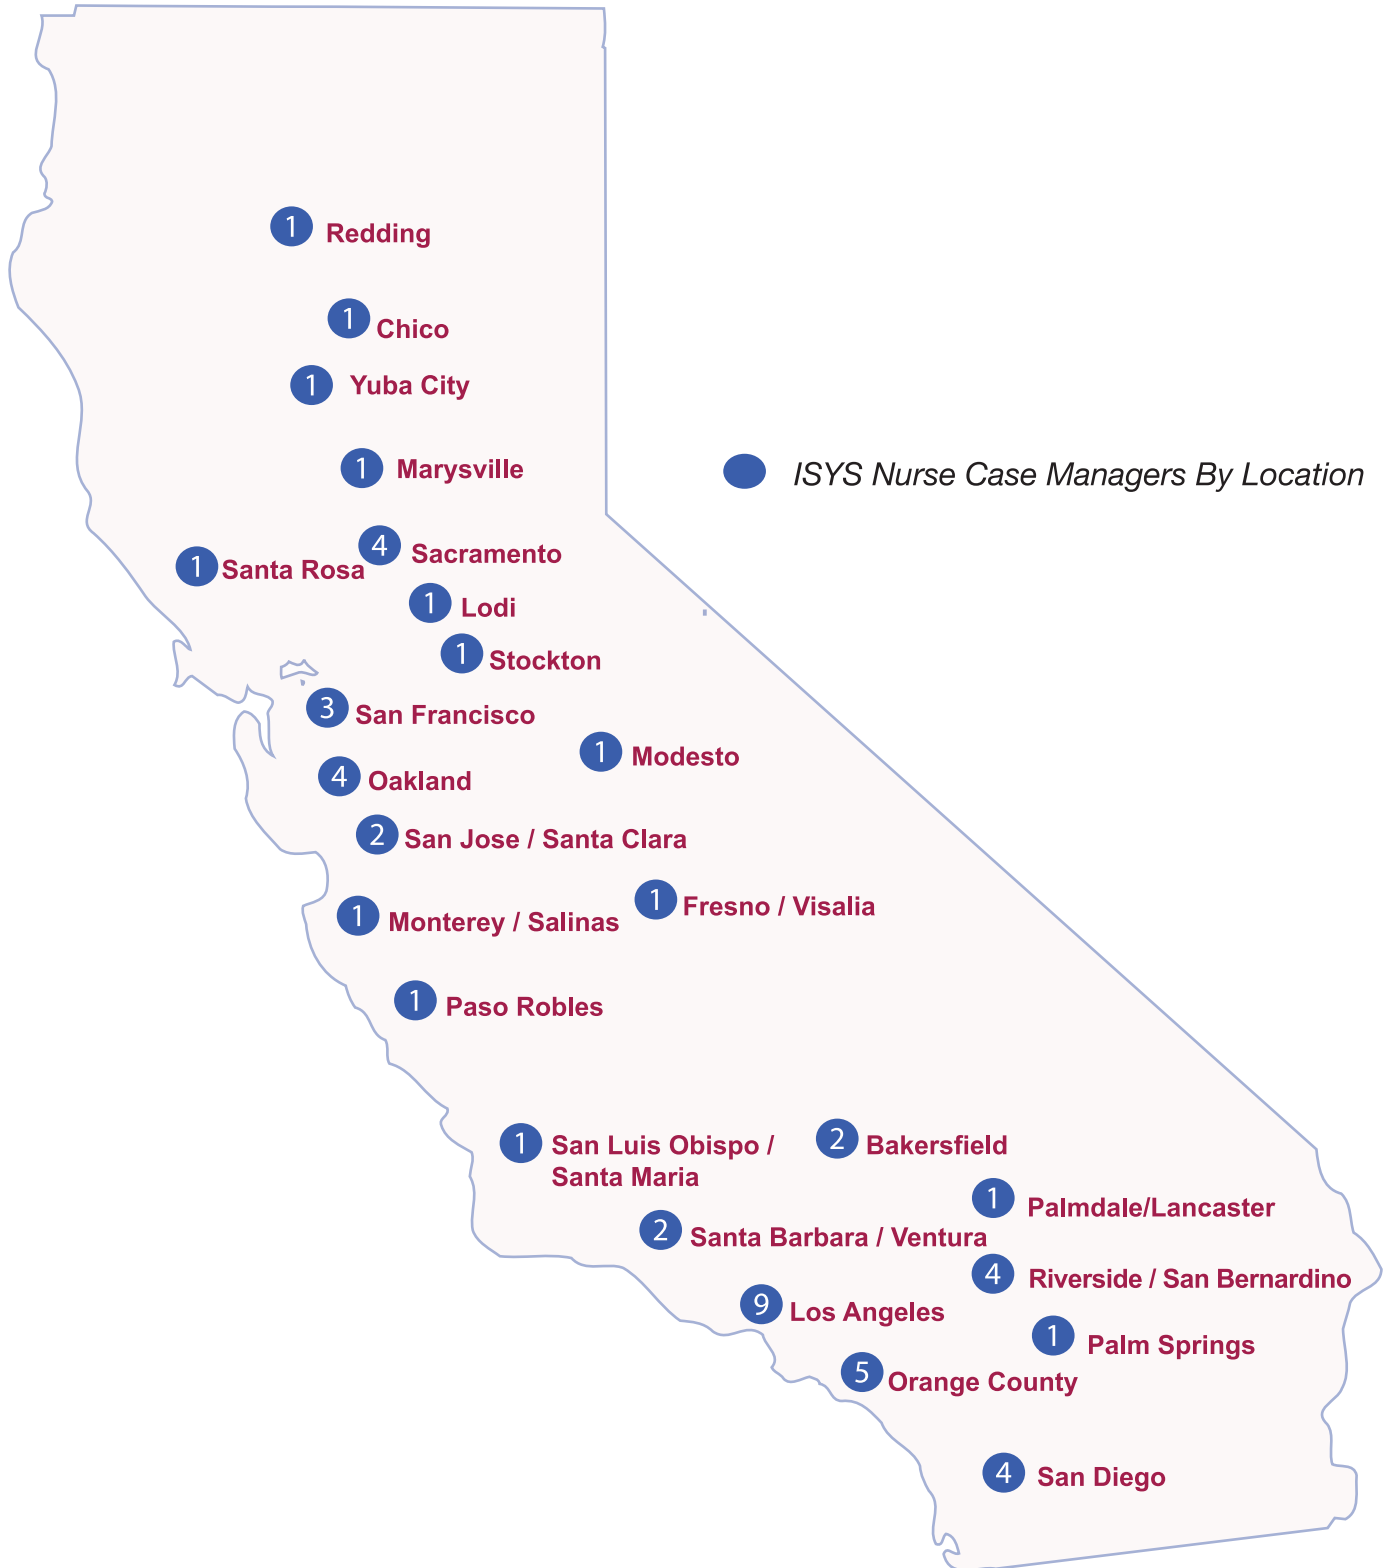 1 Redding
1 Chico
1 Yuba City
1 Marysville
ISYS Nurse Case Managers By Location
4 Sacramento
1 Santa Rosa
1 Lodi
1 Stockton
3 San Francisco
1 Modesto
4 Oakland
2 San Jose / Santa Clara
1 Fresno / Visalia
1 Monterey / Salinas
1 Paso Robles
1 San Luis Obispo /
Santa Maria
2 Bakersfield
1 Palmdale/Lancaster
2 Santa Barbara / Ventura
4 Riverside / San Bernardino
9 Los Angeles
1 Palm Springs
5 Orange County
4 San Diego